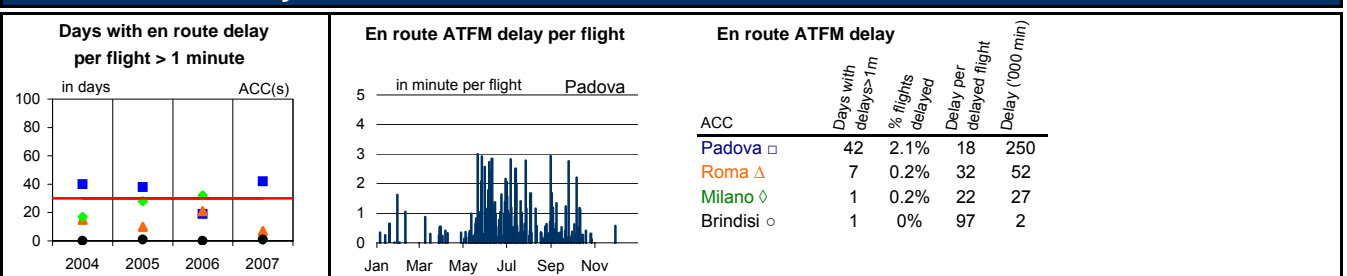 Days with en route delay
per flight > 1 minute
in days
ACC(s)
100
80
60
40
20
0
2004 2005 2006 2007
En route ATFM delay per flight
in minute per flight
Padova
5
4
3
2
1
0
Jan Mar May Jul Sep Nov
En route ATFM delay
ACC
Days with delays>1m
% flights delayed
Delay per delayed flight
Delay ('000 min)
Padova □ 42 2.1% 18 250
Roma Δ 7 0.2% 32 52
Milano ◊ 1 0.2% 22 27
Brindisi ○ 1 0% 97 2